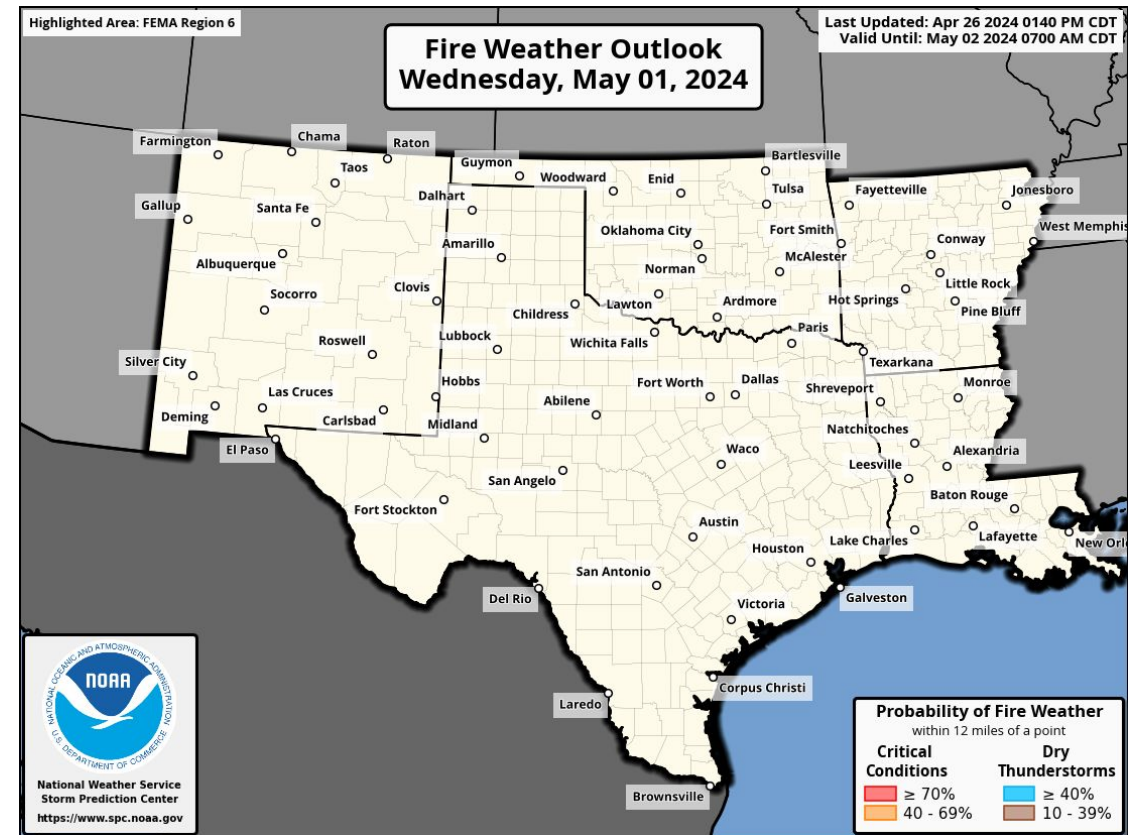 Highlighted Area: FEMA Region 6
Fire Weather Outlook
Wednesday, May 01, 2024
Last Updated: Apr 26 2024 0140 PM CDT
Valid Until: May 02 2024 0700 AM CDT
Farmington
Chama
Raton
Taos
Guymon
Woodward
Enid
Bartlesville
Tulsa
Fayetteville
Jonesboro
Gallup
Santa Fe
Dalhart
Albuquerque
Amarillo
Oklahoma City
Fort Smith
Conway
West Memphis
Norman
McAlester
Little Rock
Socorro
Clovis
Childress
Lawton
Ardmore
Hot Springs
Pine Bluff
Roswell
Lubbock
Wichita Falls
Paris
Texarkana
Silver City
Las Cruces
Hobbs
Fort Worth
Dallas
Shreveport
Monroe
Deming
Carlsbad
Midland
Abilene
Natchitoches
El Paso
San Angelo
Waco
Leesville
Alexandria
Fort Stockton
Baton Rouge
Austin
Houston
Lake Charles
Lafayette
New Orl
San Antonio
Del Rio
Victoria
Galveston
Laredo
Corpus Christi
Brownsville
NATIONAL OCEANIC AND ATMOSPHERIC ADMINISTRATION
NOAA
U.S. DEPARTMENT OF COMMERCE
National Weather Service
Storm Prediction Center
https://www.spc.noaa.gov
Probability of Fire Weather
within 12 miles of a point
Critical Conditions
≥ 70%
40 - 69%
Dry Thunderstorms
≥ 40%
10 - 39%